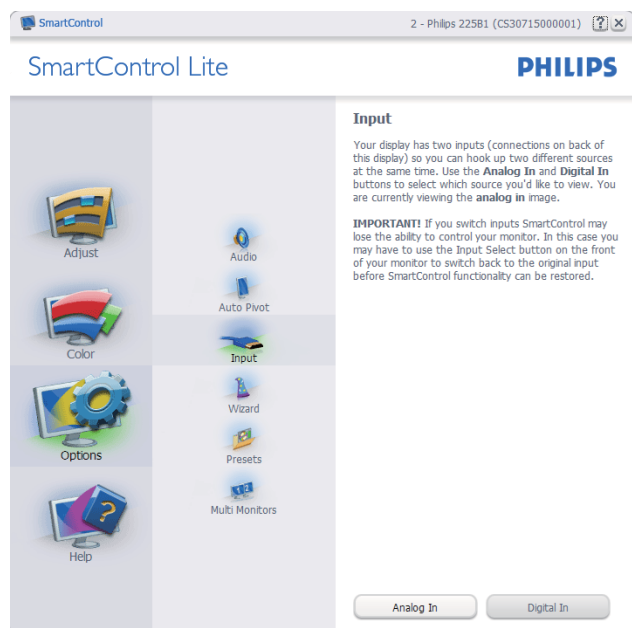 SmartControl
2 - Philips 225B1 (CS30715000001)
?
SmartControl Lite
PHILIPS
Adjust
Color
Options
Help
Audio
Auto Pivot
Input
Wizard
Presets
1 2
Multi Monitors
Input
Your display has two inputs (connections on back of
this display) so you can hook up two different sources
at the same time. Use the Analog In and Digital In
buttons to select which source you'd like to view. You
are currently viewing the analog in image.
IMPORTANT! If you switch inputs SmartControl may
lose the ability to control your monitor. In this case you
may have to use the Input Select button on the front
of your monitor to switch back to the original input
before SmartControl functionality can be restored.
Analog In
Digital In